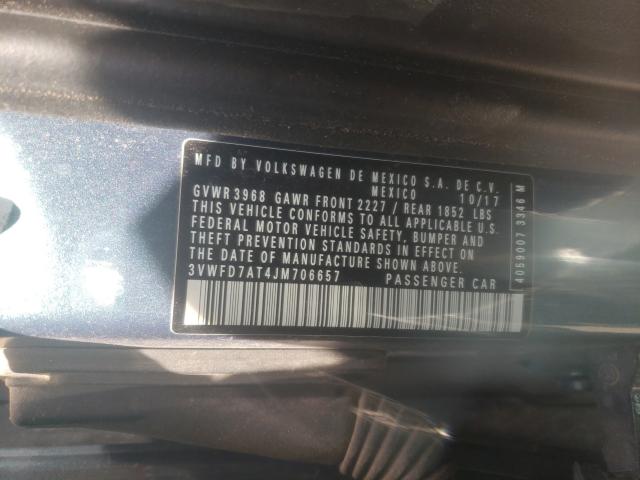 MFD BY VOLKSWAGEN DE MEXICO S.A. DE C.V.
MEXICO 10/17
GVWR 3968 GAWR FRONT 2227 / REAR 1852 LBS
THIS VEHICLE CONFORMS TO ALL APPLICABLE U.S.
FEDERAL MOTOR VEHICLE SAFETY, BUMPER AND
THEFT PREVENTION STANDARDS IN EFFECT ON
THE DATE OF MANUFACTURE SHOWN ABOVE.
3VWFD7AT4JM706657 PASSENGER CAR
4059007 3346 M